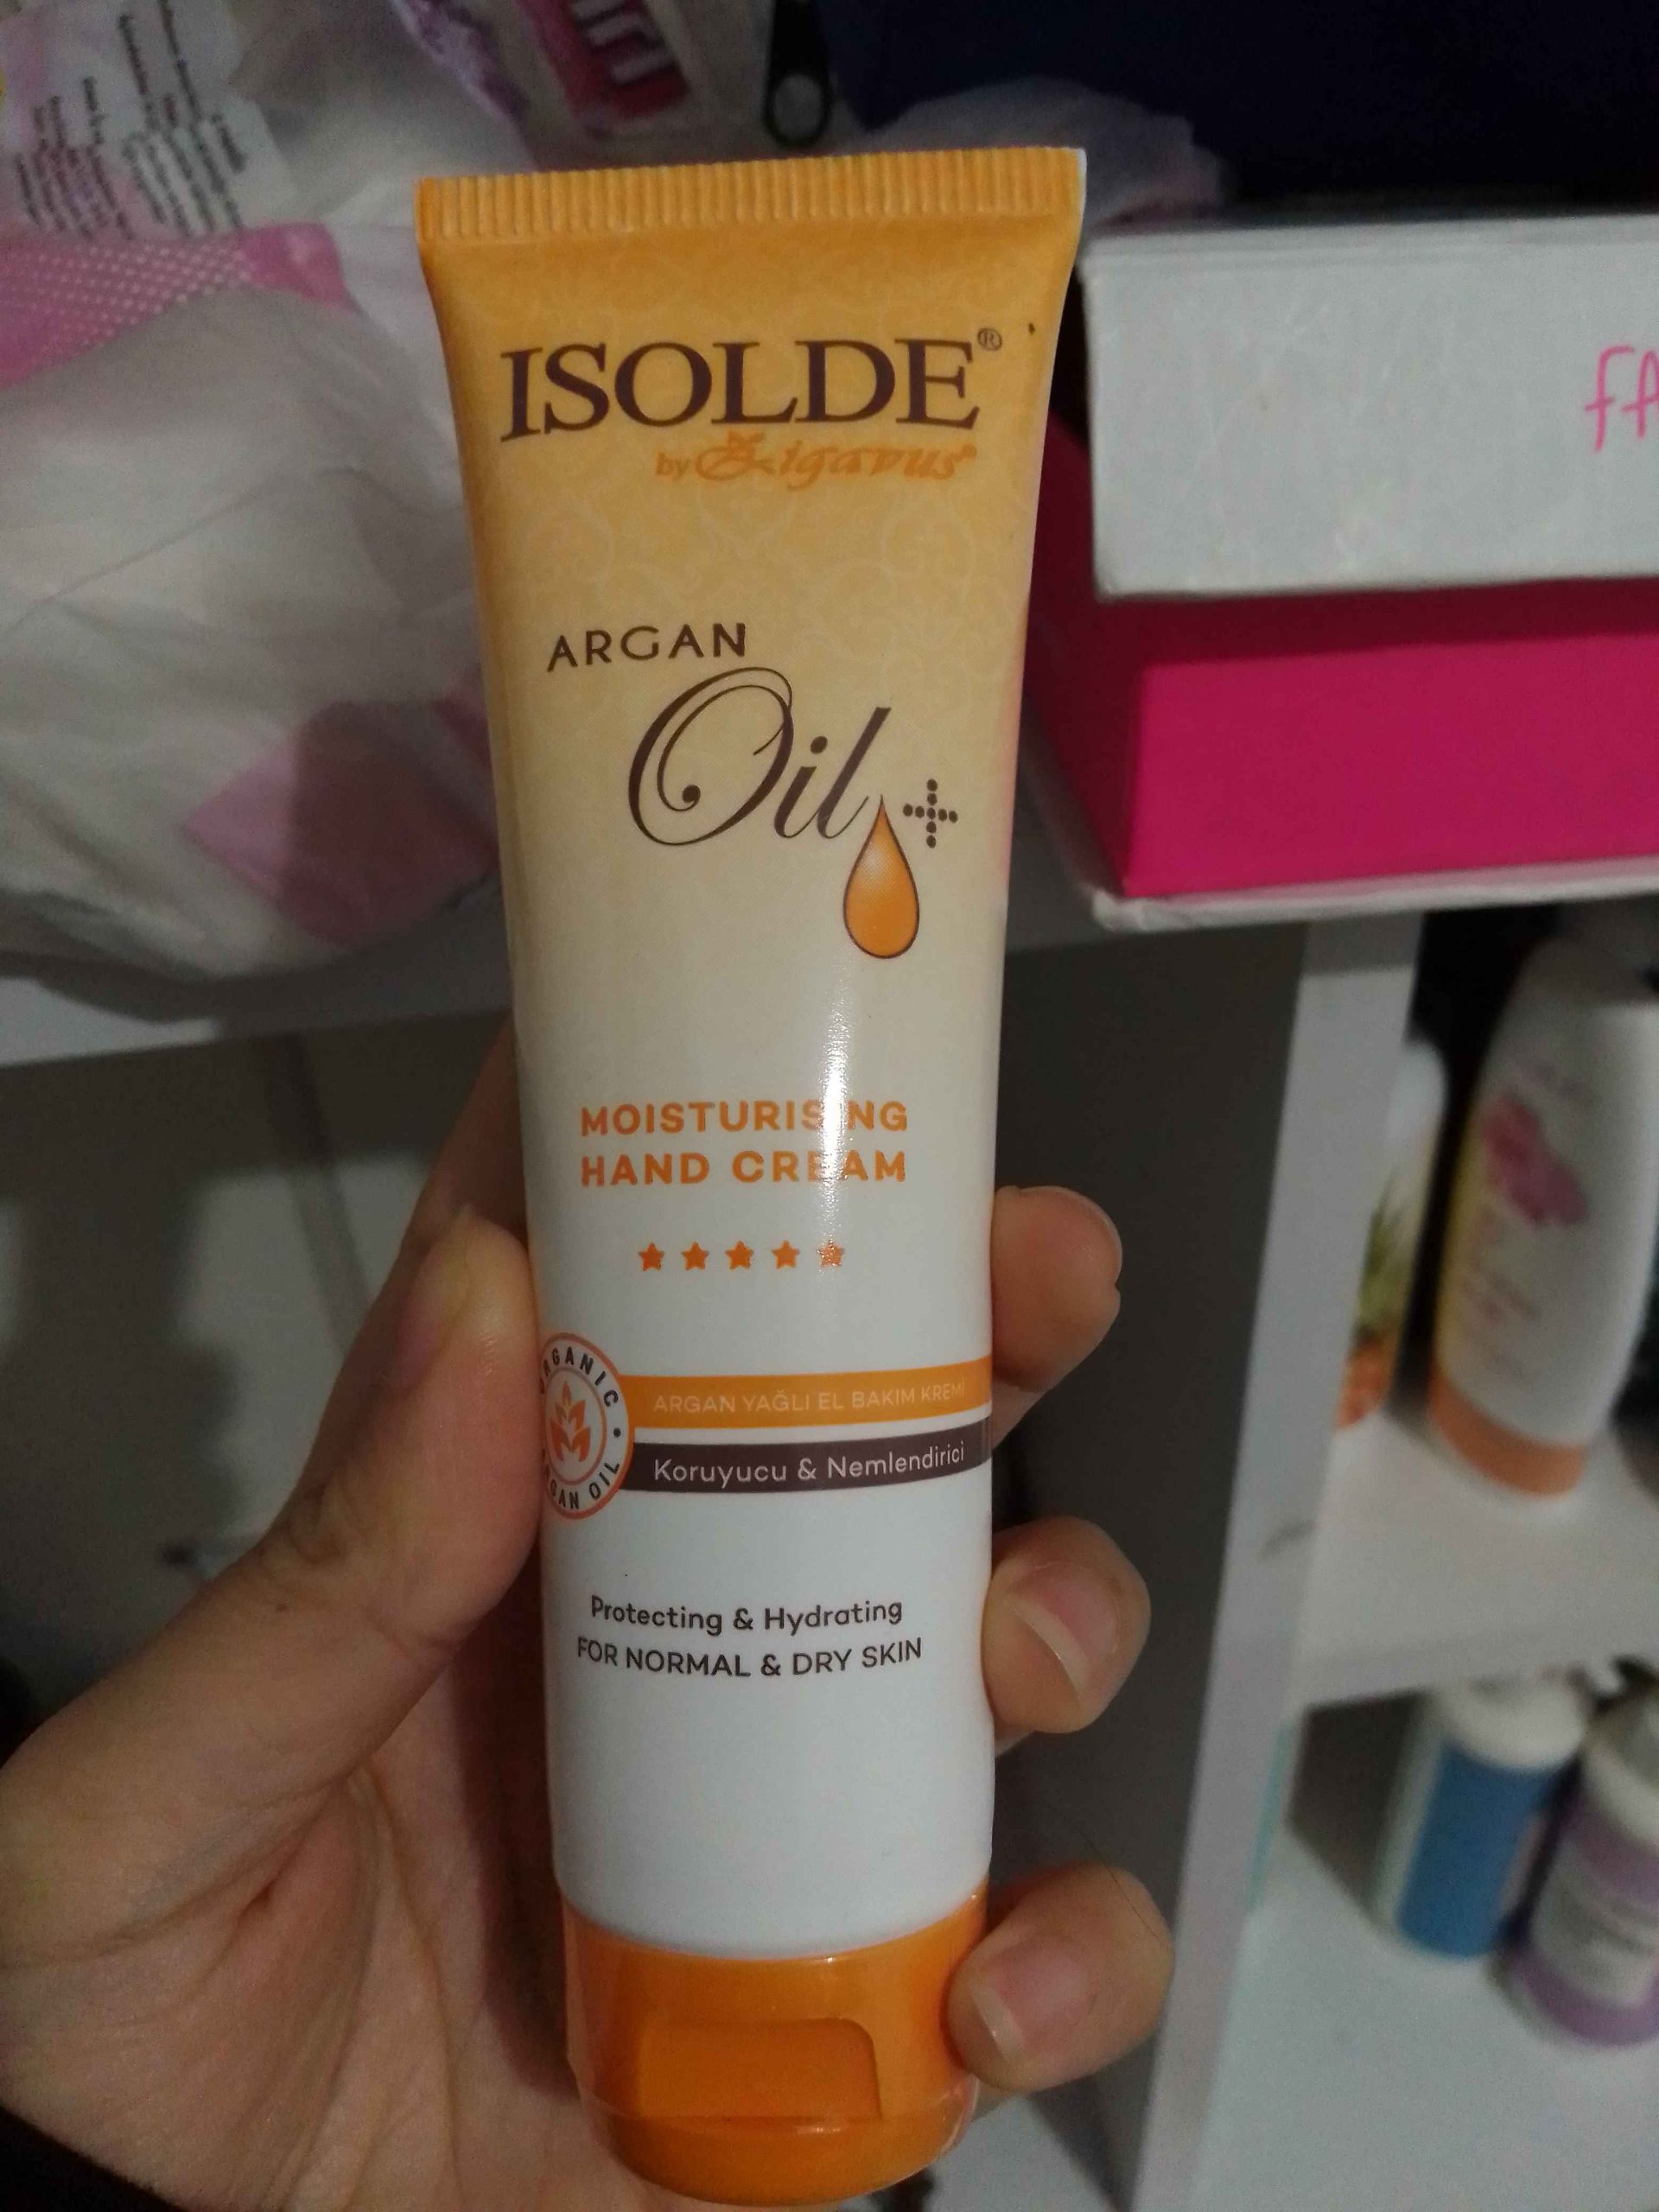 ISOLDE®
by Zigavus®
ARGAN
Oil+
MOISTURISING
HAND CREAM
ORGANIC
ARGAN OIL
ARGAN YAĞLI EL BAKIM KREMİ
Koruyucu & Nemlendirici
Protecting & Hydrating
FOR NORMAL & DRY SKIN
FA